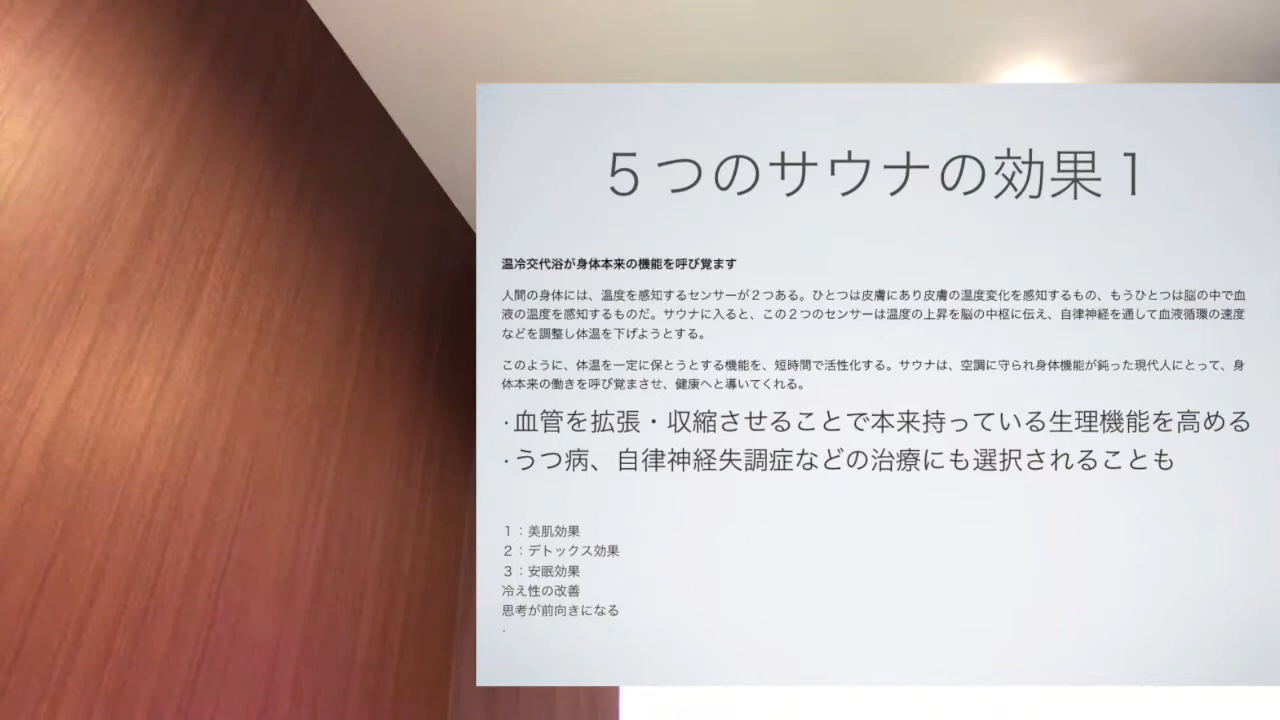 ５つのサウナの効果１
温冷交代浴が身体本来の機能を呼び覚ます
人間の身体には、温度を感知するセンサーが２つある。ひとつは皮膚にあり皮膚の温度変化を感知するもの、もうひとつは脳の中で血
液の温度を感知するものだ。サウナに入ると、この２つのセンサーは温度の上昇を脳の中枢に伝え、自律神経を通して血液循環の速度
などを調整し体温を下げようとする。
このように、体温を一定に保とうとする機能を、短時間で活性化する。サウナは、空調に守られ身体機能が鈍った現代人にとって、身
体本来の働きを呼び覚まさせ、健康へと導いてくれる。
・血管を拡張・収縮させることで本来持っている生理機能を高める
・うつ病、自律神経失調症などの治療にも選択されることも
１：美肌効果
２：デトックス効果
３：安眠効果
冷え性の改善
思考が前向きになる
・